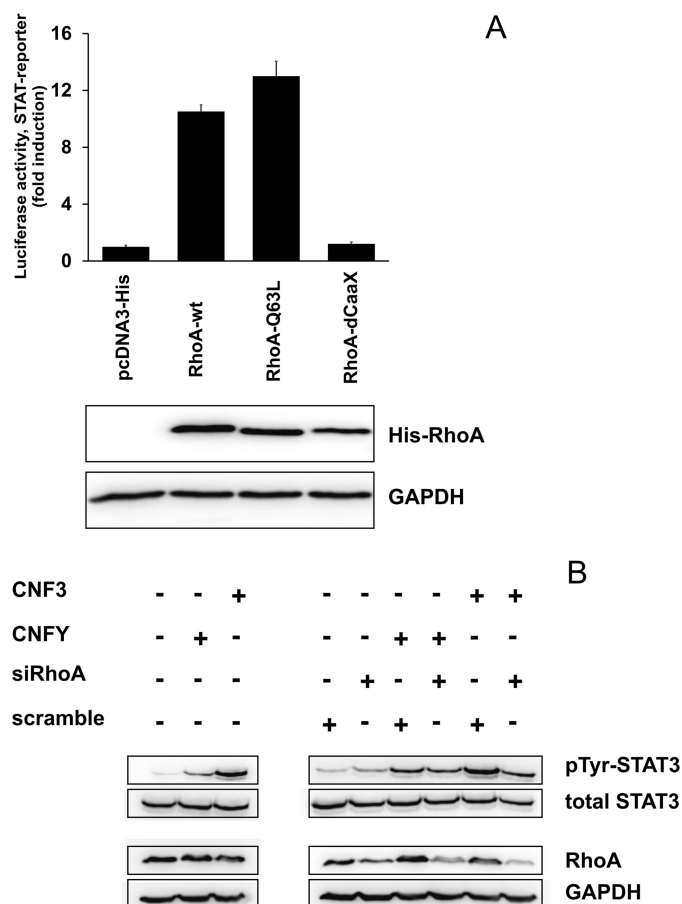 A
Luciferase activity, STAT-reporter
(fold induction)
16
12
8
4
0
pcDNA3-His
RhoA-wt
RhoA-Q63L
RhoA-dCaaX
His-RhoA
GAPDH
B
CNF3 - - + - - - - + +
CNFY - + - - - + + - -
siRhoA - - - - + - + - +
scramble - - - + - + - + -
pTyr-STAT3
total STAT3
RhoA
GAPDH